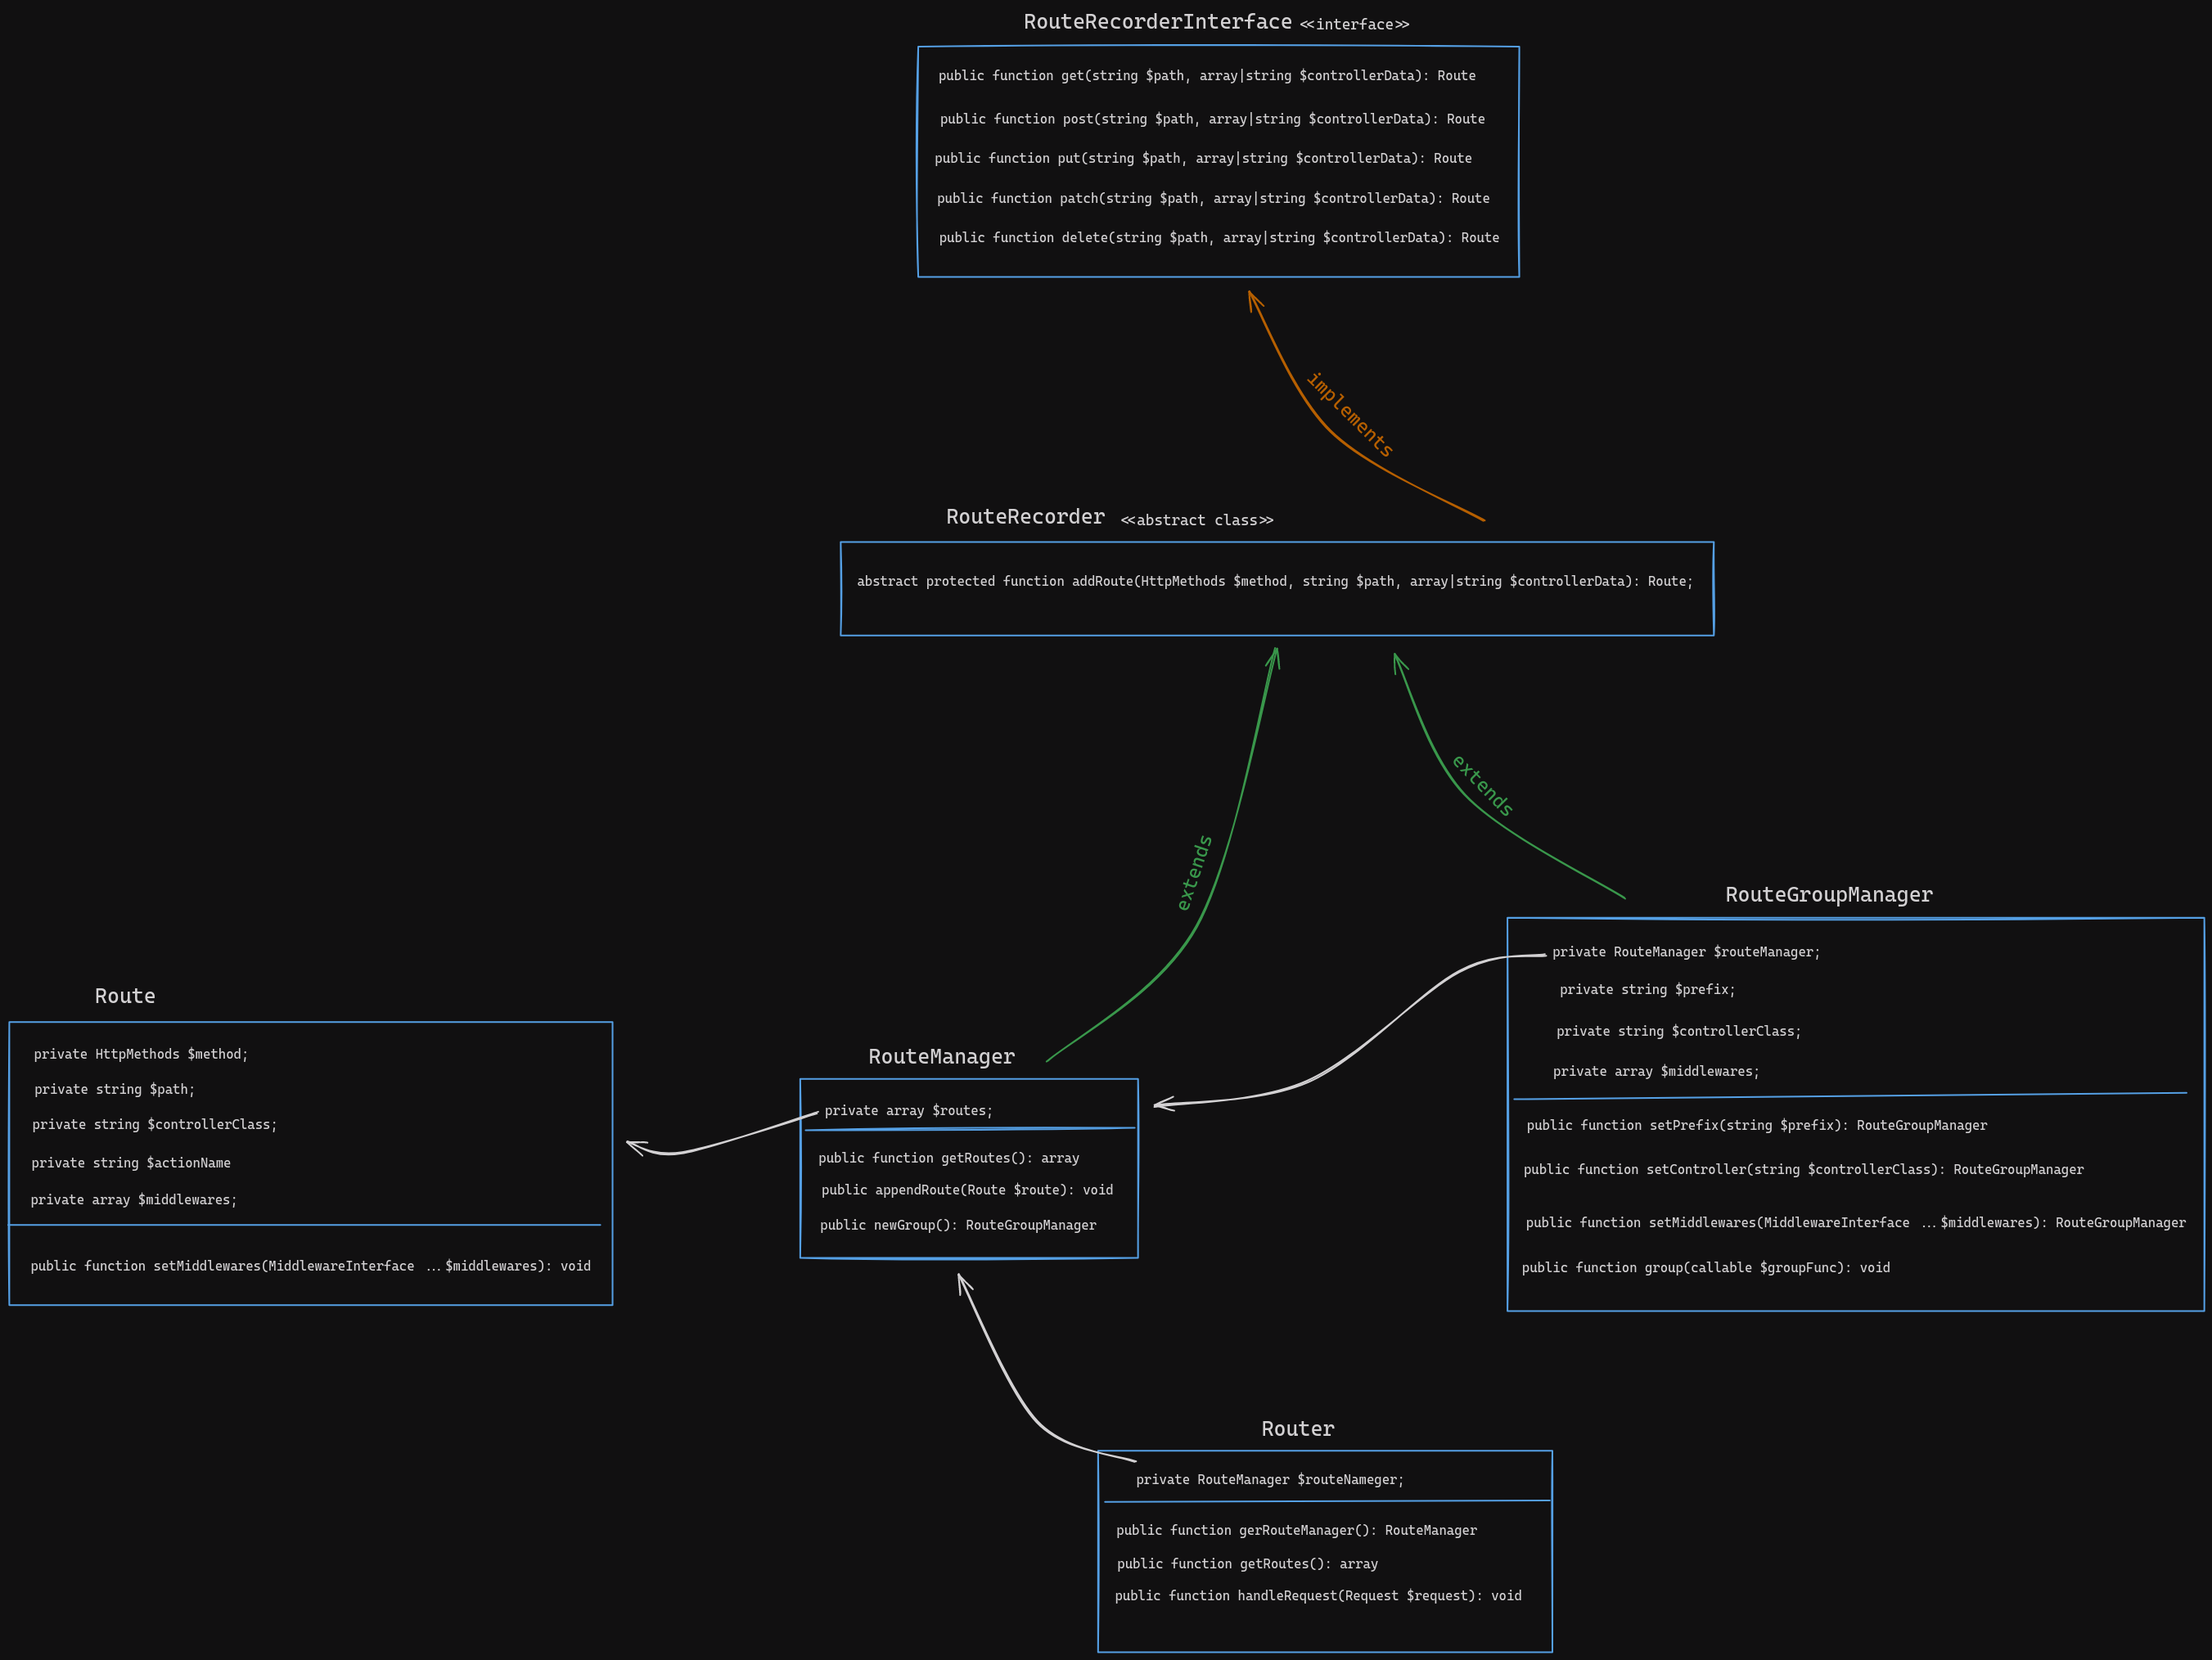 RouteRecorderInterface <<interface>>
public function get(string $path, array|string $controllerData): Route
public function post(string $path, array|string $controllerData): Route
public function put(string $path, array|string $controllerData): Route
public function patch(string $path, array|string $controllerData): Route
public function delete(string $path, array|string $controllerData): Route
implements
RouteRecorder <<abstract class>>
abstract protected function addRoute(HttpMethods $method, string $path, array|string $controllerData): Route;
extends
extends
RouteGroupManager
private RouteManager $routeManager;
private string $prefix;
private string $controllerClass;
private array $middlewares;
public function setPrefix(string $prefix): RouteGroupManager
public function setController(string $controllerClass): RouteGroupManager
public function setMiddlewares(MiddlewareInterface ...$middlewares): RouteGroupManager
public function group(callable $groupFunc): void
Route
private HttpMethods $method;
private string $path;
private string $controllerClass;
private string $actionName
private array $middlewares;
public function setMiddlewares(MiddlewareInterface ...$middlewares): void
RouteManager
private array $routes;
public function getRoutes(): array
public appendRoute(Route $route): void
public newGroup(): RouteGroupManager
Router
private RouteManager $routeNameger;
public function gerRouteManager(): RouteManager
public function getRoutes(): array
public function handleRequest(Request $request): void